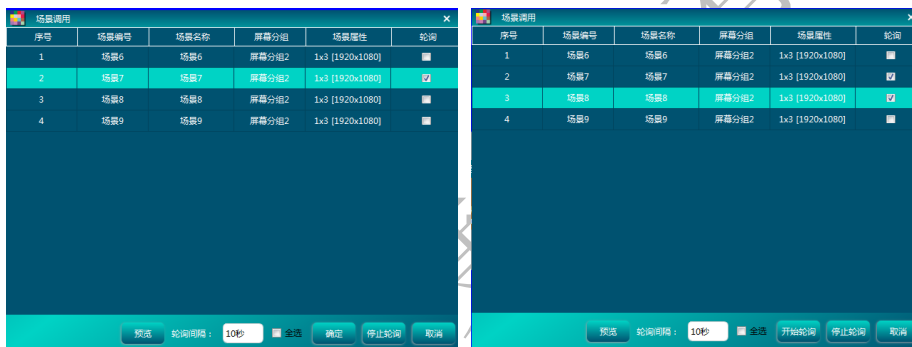 场景调用
序号 场景编号 场景名称 屏幕分组 场景属性 轮询
1 场景6 场景6 屏幕分组2 1x3 [1920x1080]
2 场景7 场景7 屏幕分组2 1x3 [1920x1080]
3 场景8 场景8 屏幕分组2 1x3 [1920x1080]
4 场景9 场景9 屏幕分组2 1x3 [1920x1080]
预览 轮询间隔： 10秒 全选 确定 停止轮询 取消
场景调用
序号 场景编号 场景名称 屏幕分组 场景属性 轮询
1 场景6 场景6 屏幕分组2 1x3 [1920x1080]
2 场景7 场景7 屏幕分组2 1x3 [1920x1080]
3 场景8 场景8 屏幕分组2 1x3 [1920x1080]
4 场景9 场景9 屏幕分组2 1x3 [1920x1080]
预览 轮询间隔： 10秒 全选 开始轮询 停止轮询 取消